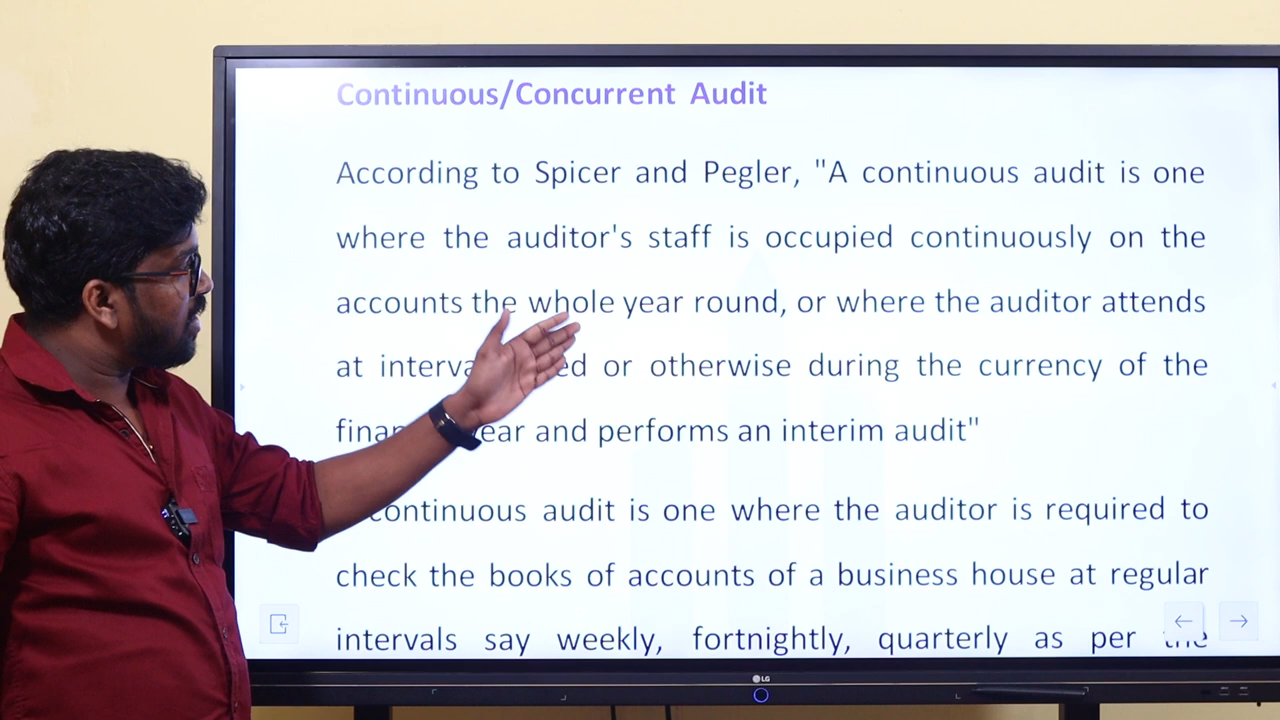 Continuous/Concurrent Audit
According to Spicer and Pegler, "A continuous audit is one
where the auditor's staff is occupied continuously on the
accounts the whole year round, or where the auditor attends
at or otherwise during the currency of the
and performs an interim audit"
continuous audit is one where the auditor is required to
check the books of accounts of a business house at regular
intervals say weekly, fortnightly, quarterly as per the
LG